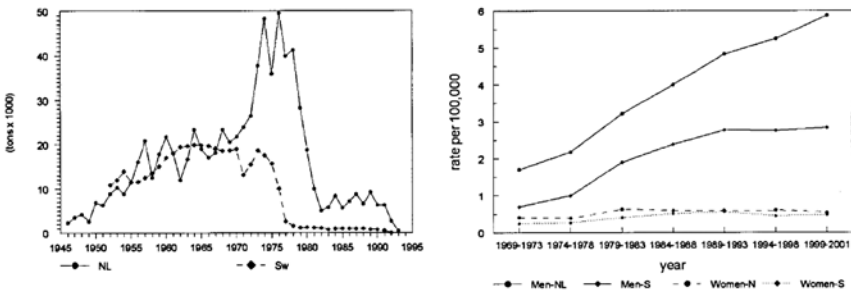 (tons x 1000)
50
40
30
20
10
0
1945 1950 1955 1960 1965 1970 1975 1980 1985 1990 1995
NL Sw
rate per 100,000
6
5
4
3
2
1
0
1969-1973 1974-1978 1979-1983 1984-1988 1989-1993 1994-1998 1999-2001
year
Men-NL Men-S Women-N Women-S